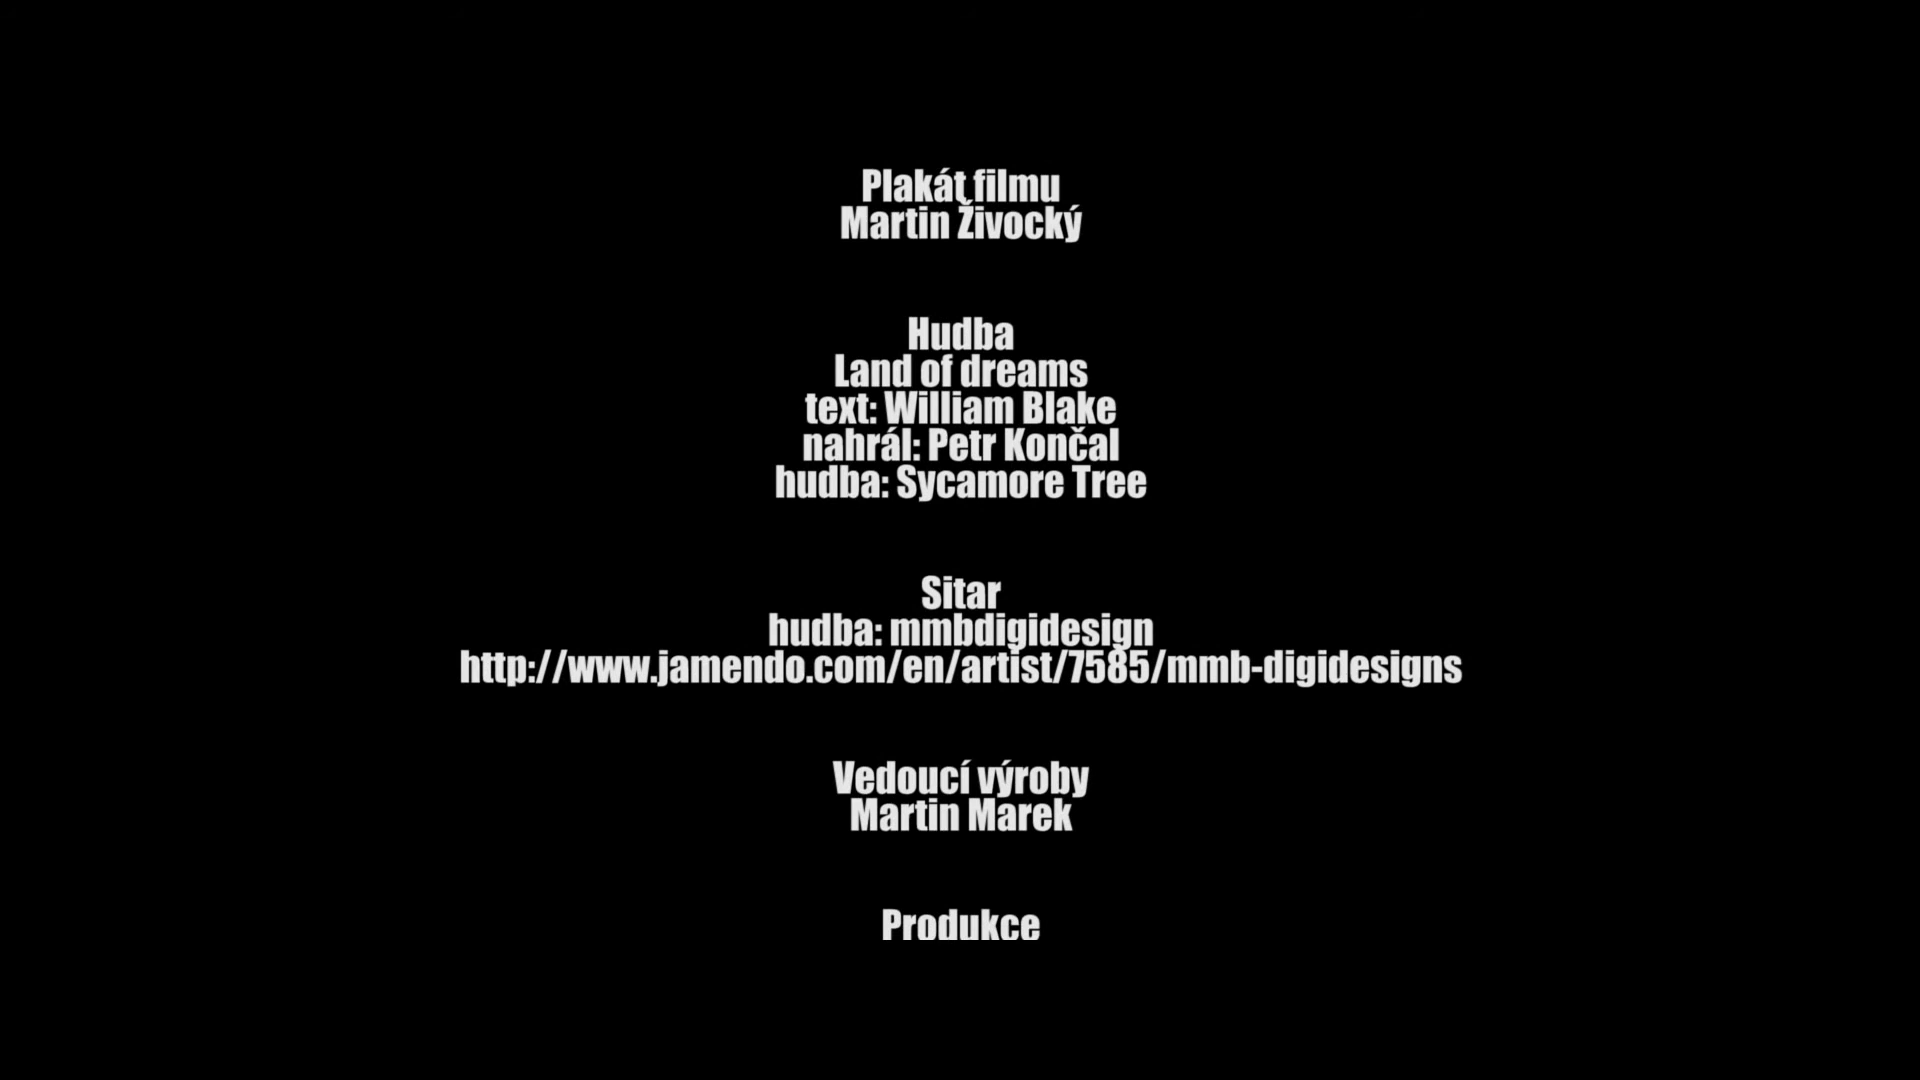 Plakát filmu
Martin Živocký
Hudba
Land of dreams
text: William Blake
nahrál: Petr Končal
hudba: Sycamore Tree
Sitar
hudba: mmbdigidesign
http://www.jamendo.com/en/artist/7585/mmb-digidesigns
Vedoucí výroby
Martin Marek
Produkce